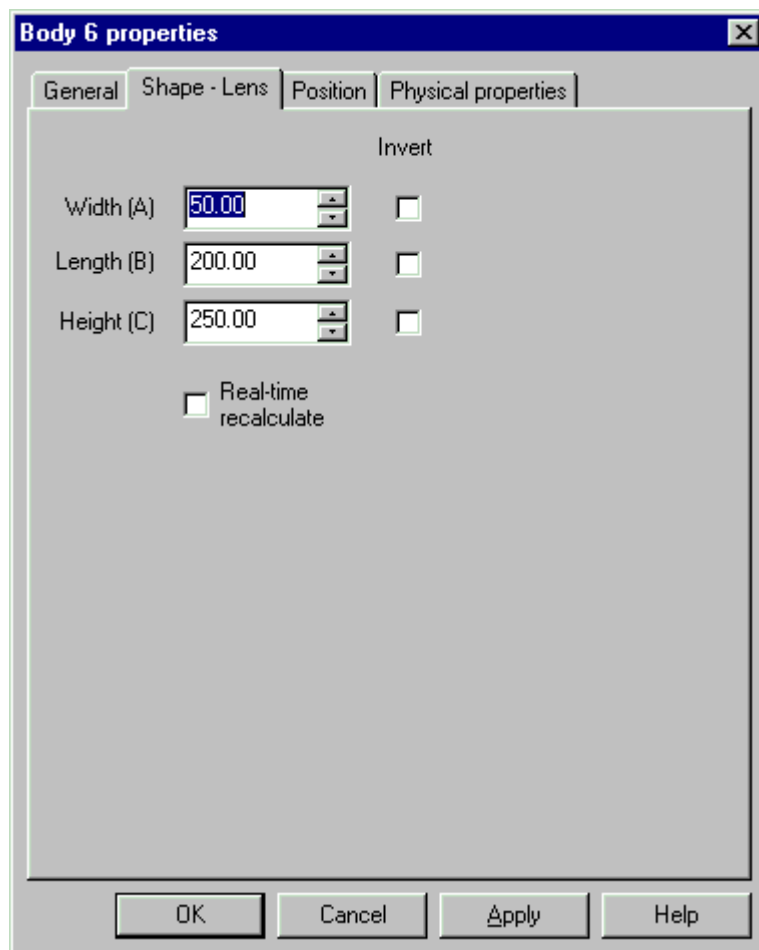 Body 6 properties
General Shape - Lens Position Physical properties
Invert
Width (A) 50.00
Length (B) 200.00
Height (C) 250.00
Real-time
recalculate
OK Cancel Apply Help